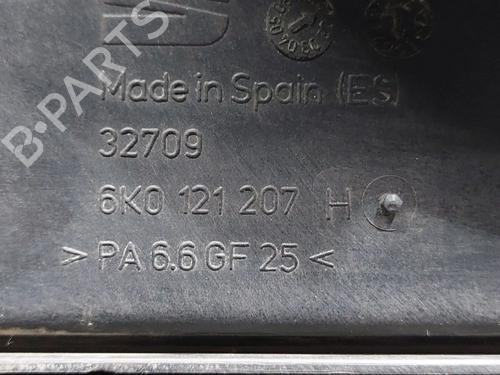 Made in Spain (ES)
32709
6K0 121 207 H
> PA 6.6 GF 25 <
B-PARTS